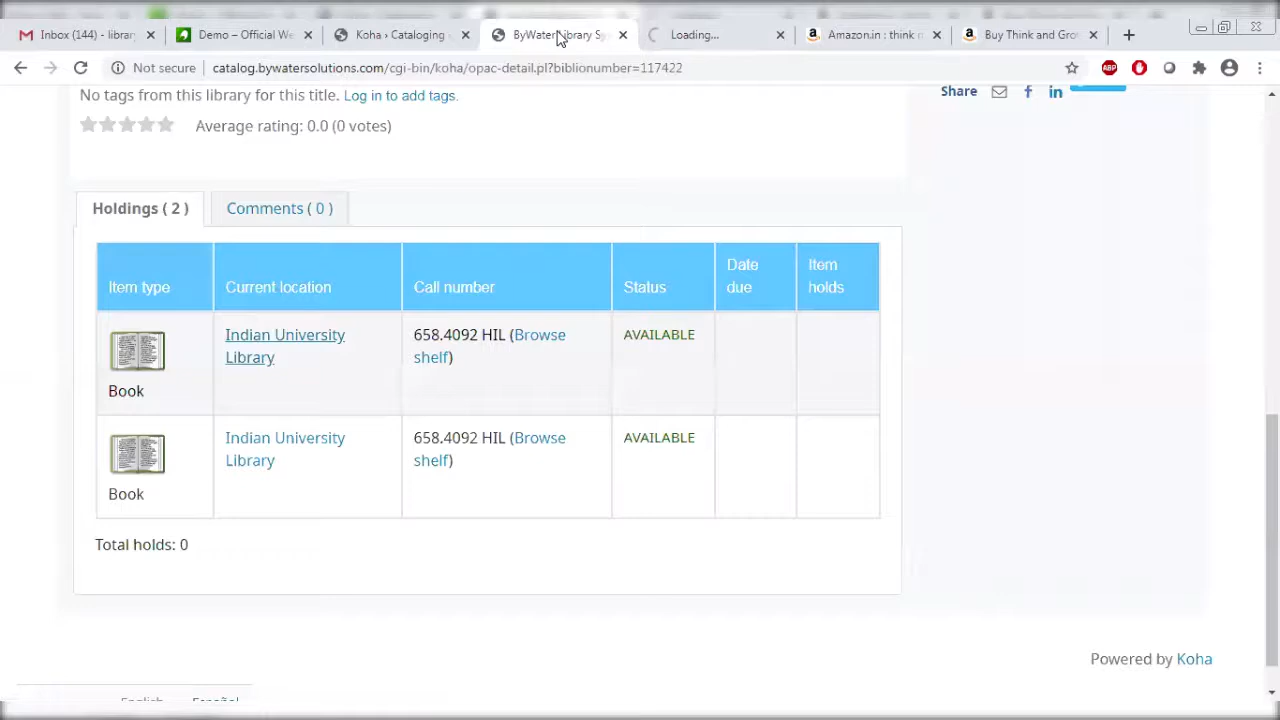 Inbox (144) - librar
Demo – Official We
Koha › Cataloging ‹
ByWater Library Sy
Loading...
Amazon.in : think r
Buy Think and Gro
Not secure
catalog.bywatersolutions.com/cgi-bin/koha/opac-detail.pl?biblionumber=117422
ABP
No tags from this library for this title. Log in to add tags.
Share
Average rating: 0.0 (0 votes)
Holdings ( 2 )
Comments ( 0 )
Item type
Current location
Call number
Status
Date
due
Item
holds
Book
Indian University
Library
658.4092 HIL (Browse
shelf)
AVAILABLE
Book
Indian University
Library
658.4092 HIL (Browse
shelf)
AVAILABLE
Total holds: 0
Powered by Koha
English
Español